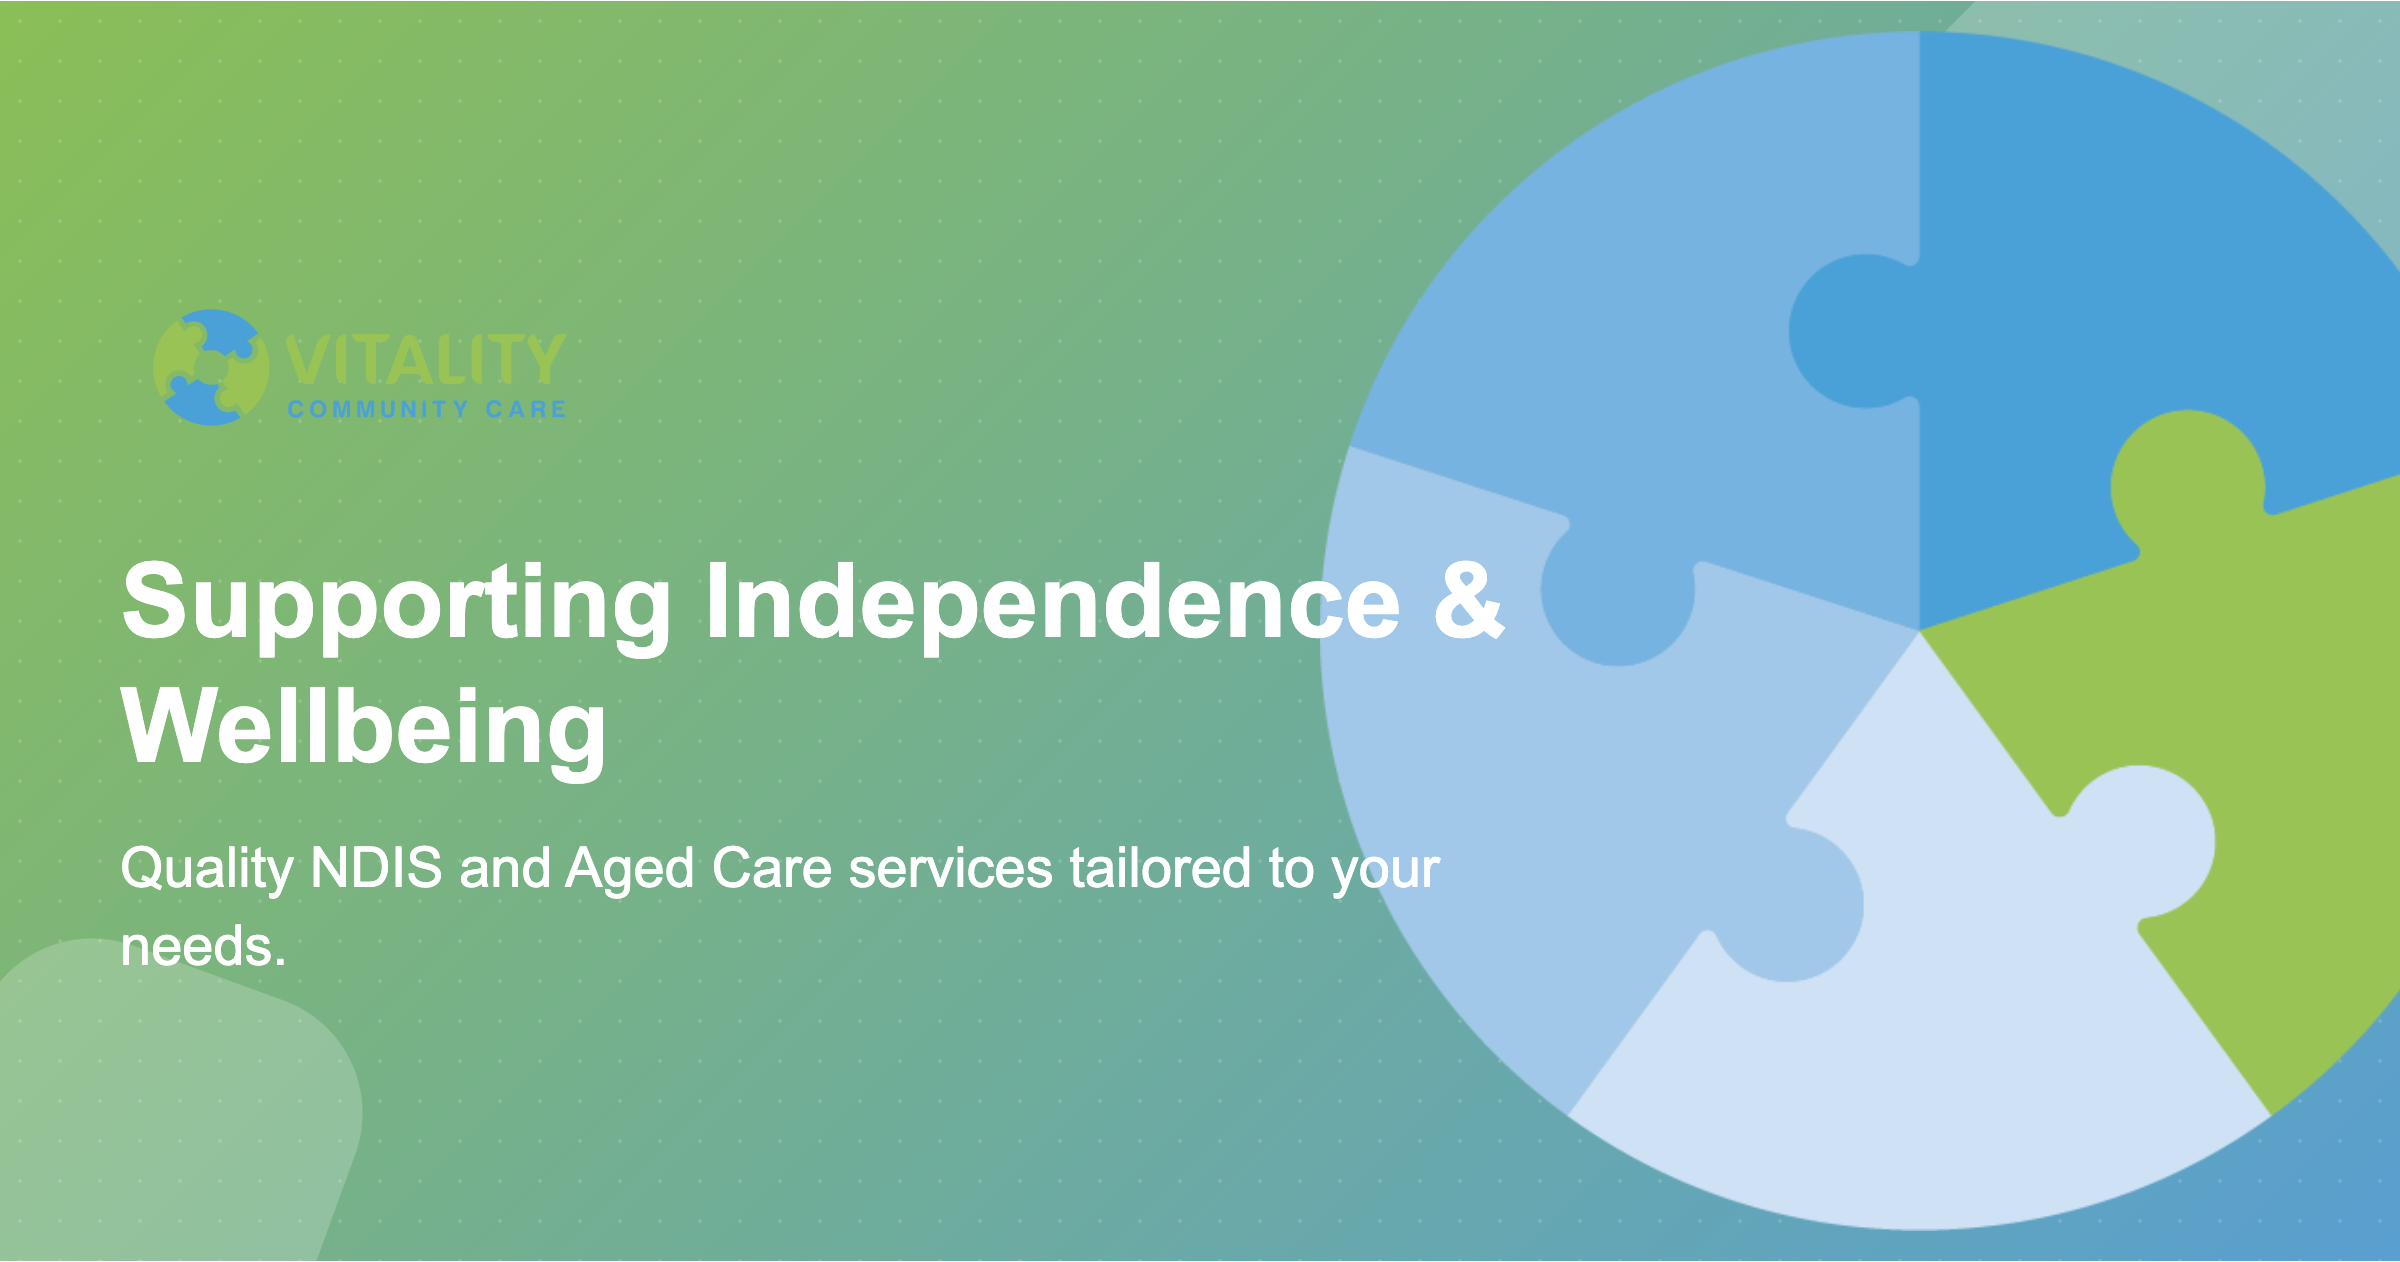 VITALITY
COMMUNITY CARE
Supporting Independence &
Wellbeing
Quality NDIS and Aged Care services tailored to your
needs.